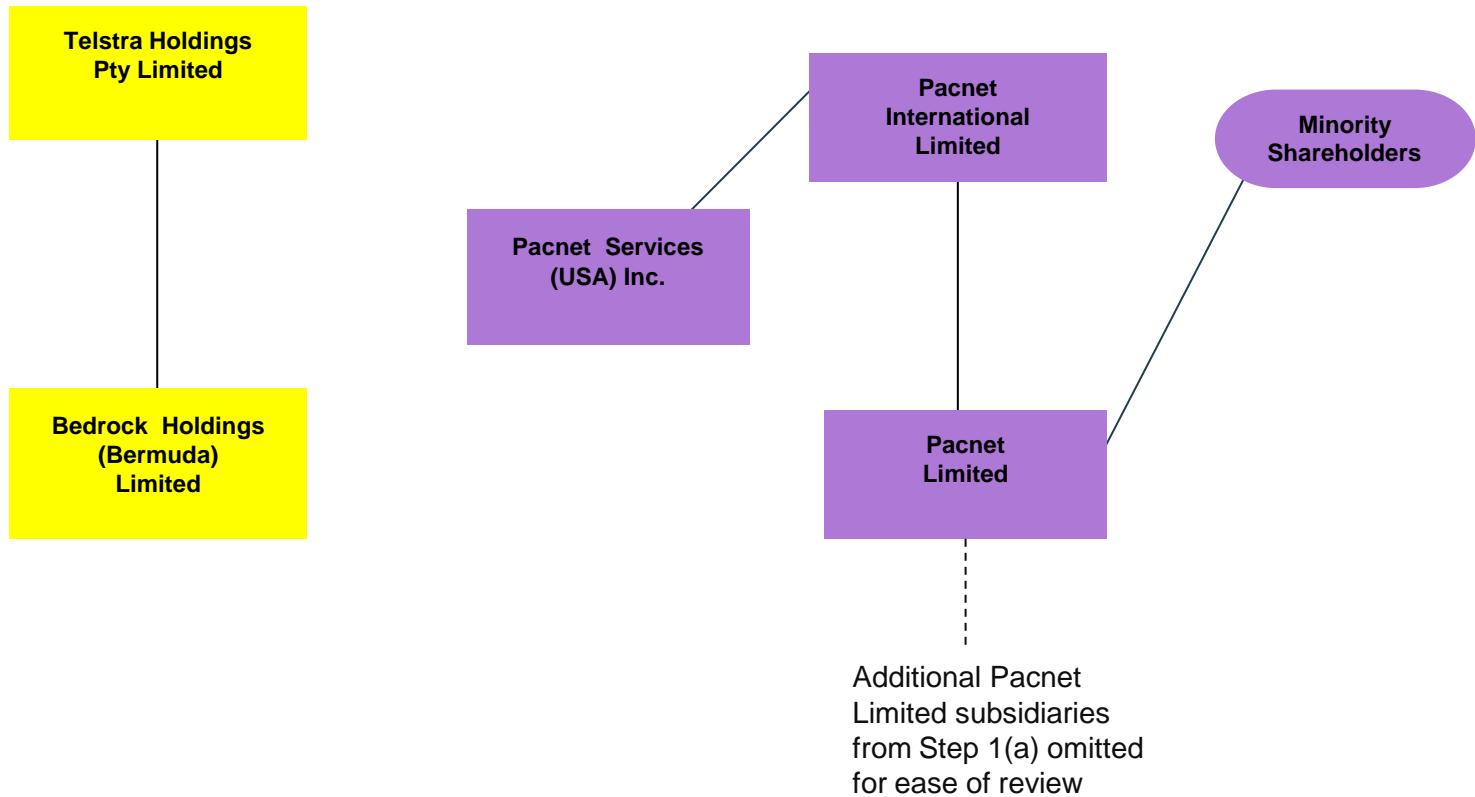 Telstra Holdings
Pty Limited
Pacnet
International
Limited
Minority
Shareholders
Pacnet Services
(USA) Inc.
Bedrock Holdings
(Bermuda)
Limited
Pacnet
Limited
Additional Pacnet
Limited subsidiaries
from Step 1(a) omitted
for ease of review